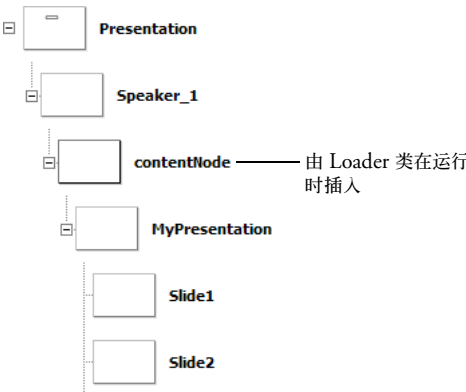 Presentation
Speaker_1
contentNode
由 Loader 类在运行
时插入
MyPresentation
Slide1
Slide2